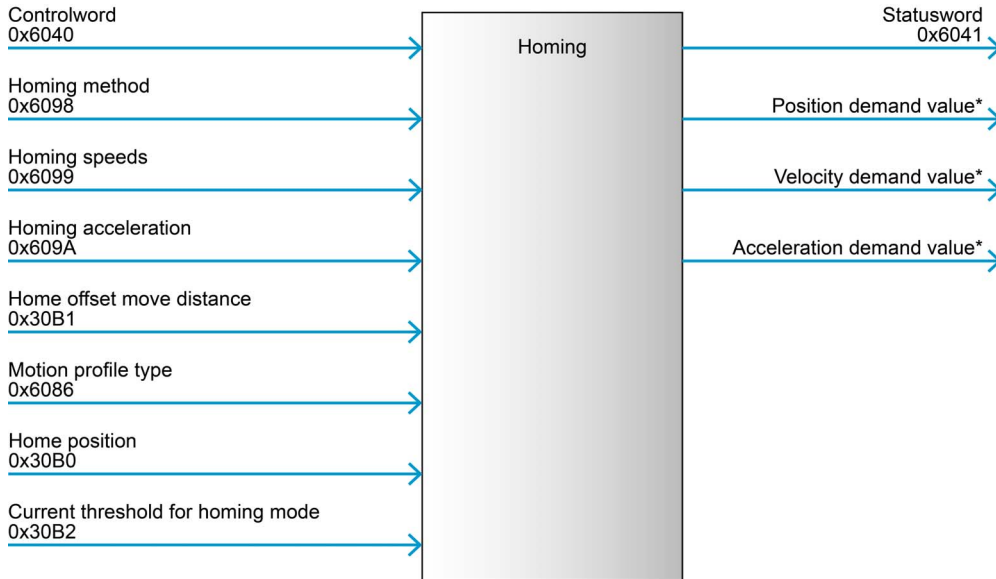 Controlword
0x6040
Homing method
0x6098
Homing speeds
0x6099
Homing acceleration
0x609A
Home offset move distance
0x30B1
Motion profile type
0x6086
Home position
0x30B0
Current threshold for homing mode
0x30B2
Homing
Statusword
0x6041
Position demand value*
Velocity demand value*
Acceleration demand value*